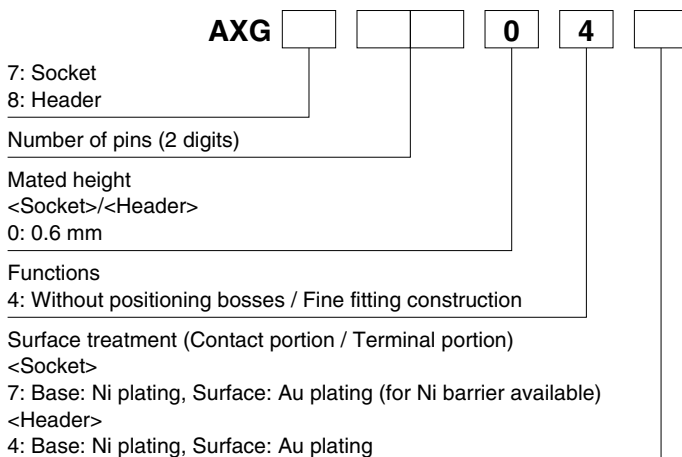 AXG 0 4
7: Socket
8: Header
Number of pins (2 digits)
Mated height
<Socket>/<Header>
0: 0.6 mm
Functions
4: Without positioning bosses / Fine fitting construction
Surface treatment (Contact portion / Terminal portion)
<Socket>
7: Base: Ni plating, Surface: Au plating (for Ni barrier available)
<Header>
4: Base: Ni plating, Surface: Au plating